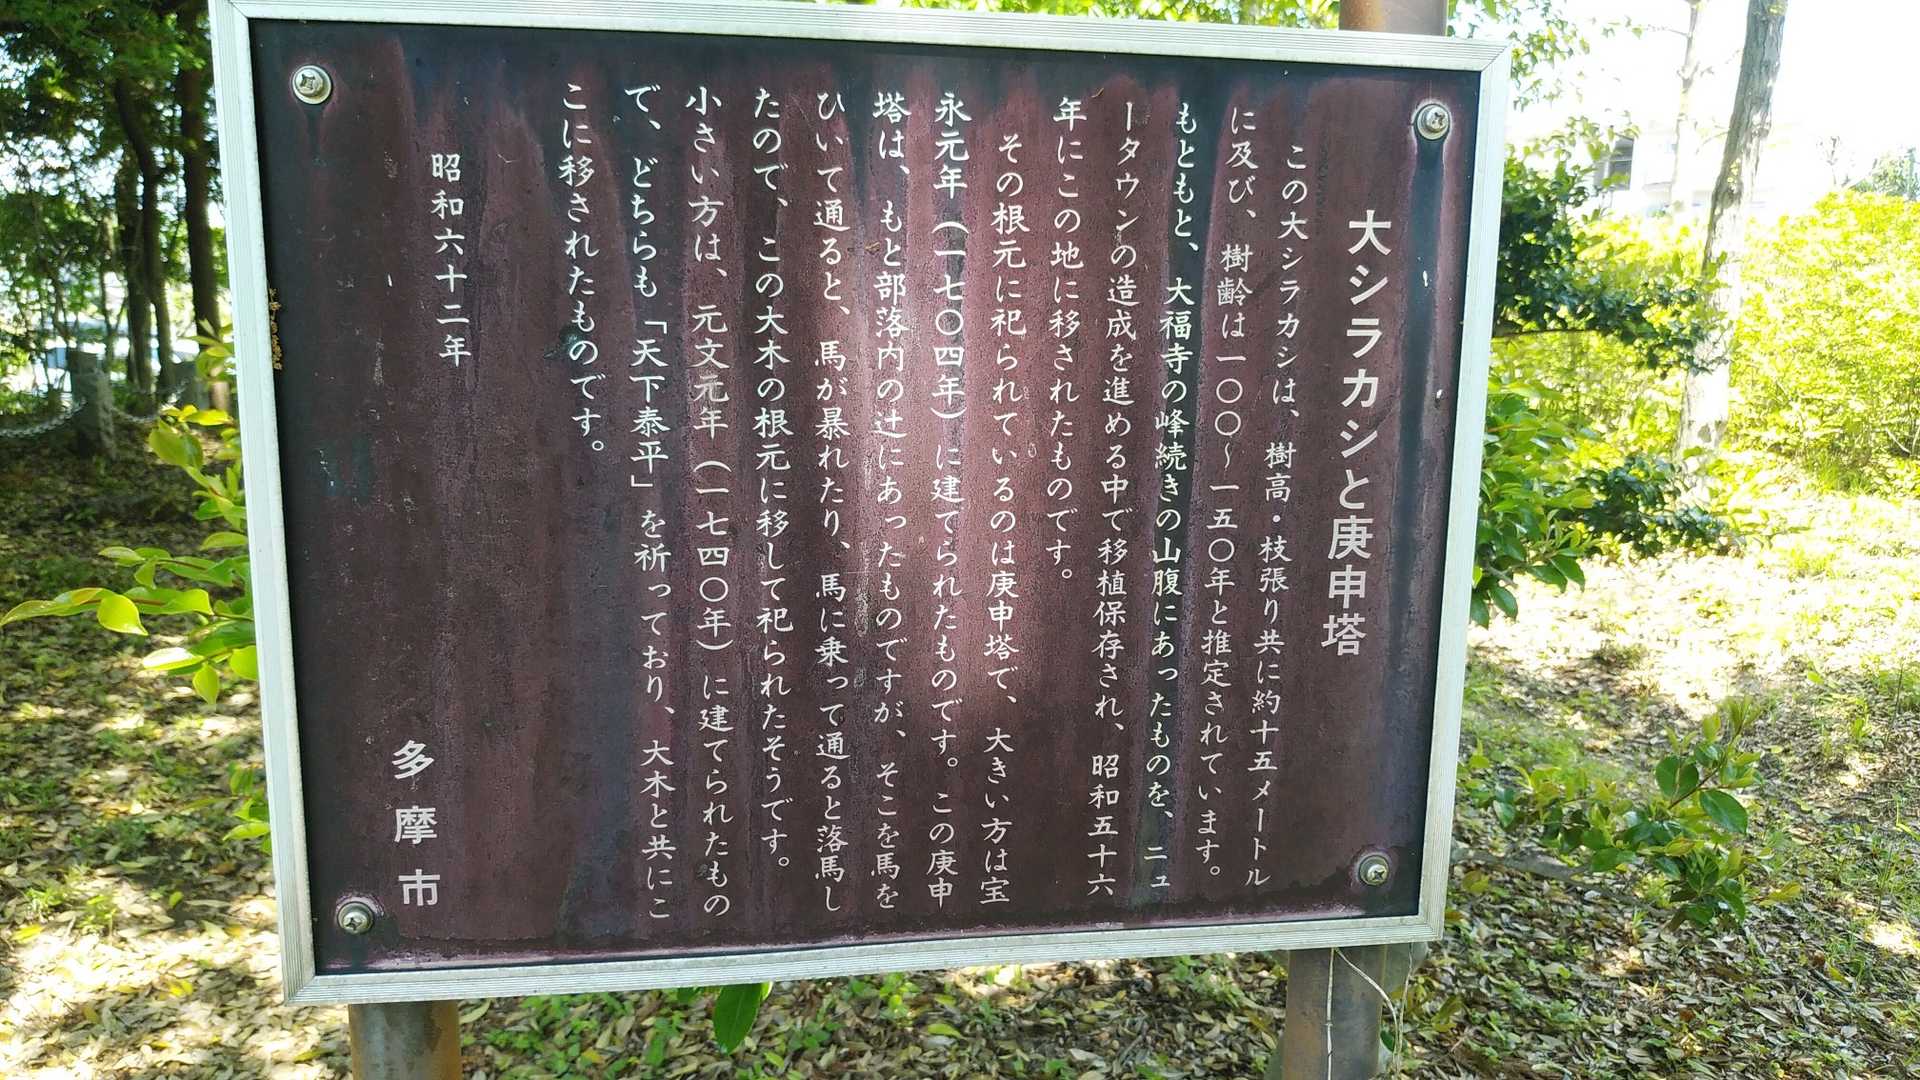 大シラカシと庚申塔
この大シラカシは、樹高・枝張り共に約十五メートル
に及び、樹齢は一〇〇～一五〇年と推定されています。
もともと、大福寺の峰続きの山腹にあったものを、ニュ
ータウンの造成を進める中で移植保存され、昭和五十六
年にこの地に移されたものです。
その根元に祀られているのは庚申塔で、大きい方は宝
永元年（一七〇四年）に建てられたものです。この庚申
塔は、もと部落内の辻にあったものですが、そこを馬を
ひいて通ると、馬が暴れたり、馬に乗って通ると落馬し
たので、この大木の根元に移して祀られたそうです。
小さい方は、元文元年（一七四〇年）に建てられたもの
で、どちらも「天下泰平」を祈っており、大木と共にこ
こに移されたものです。
昭和六十二年
多摩市